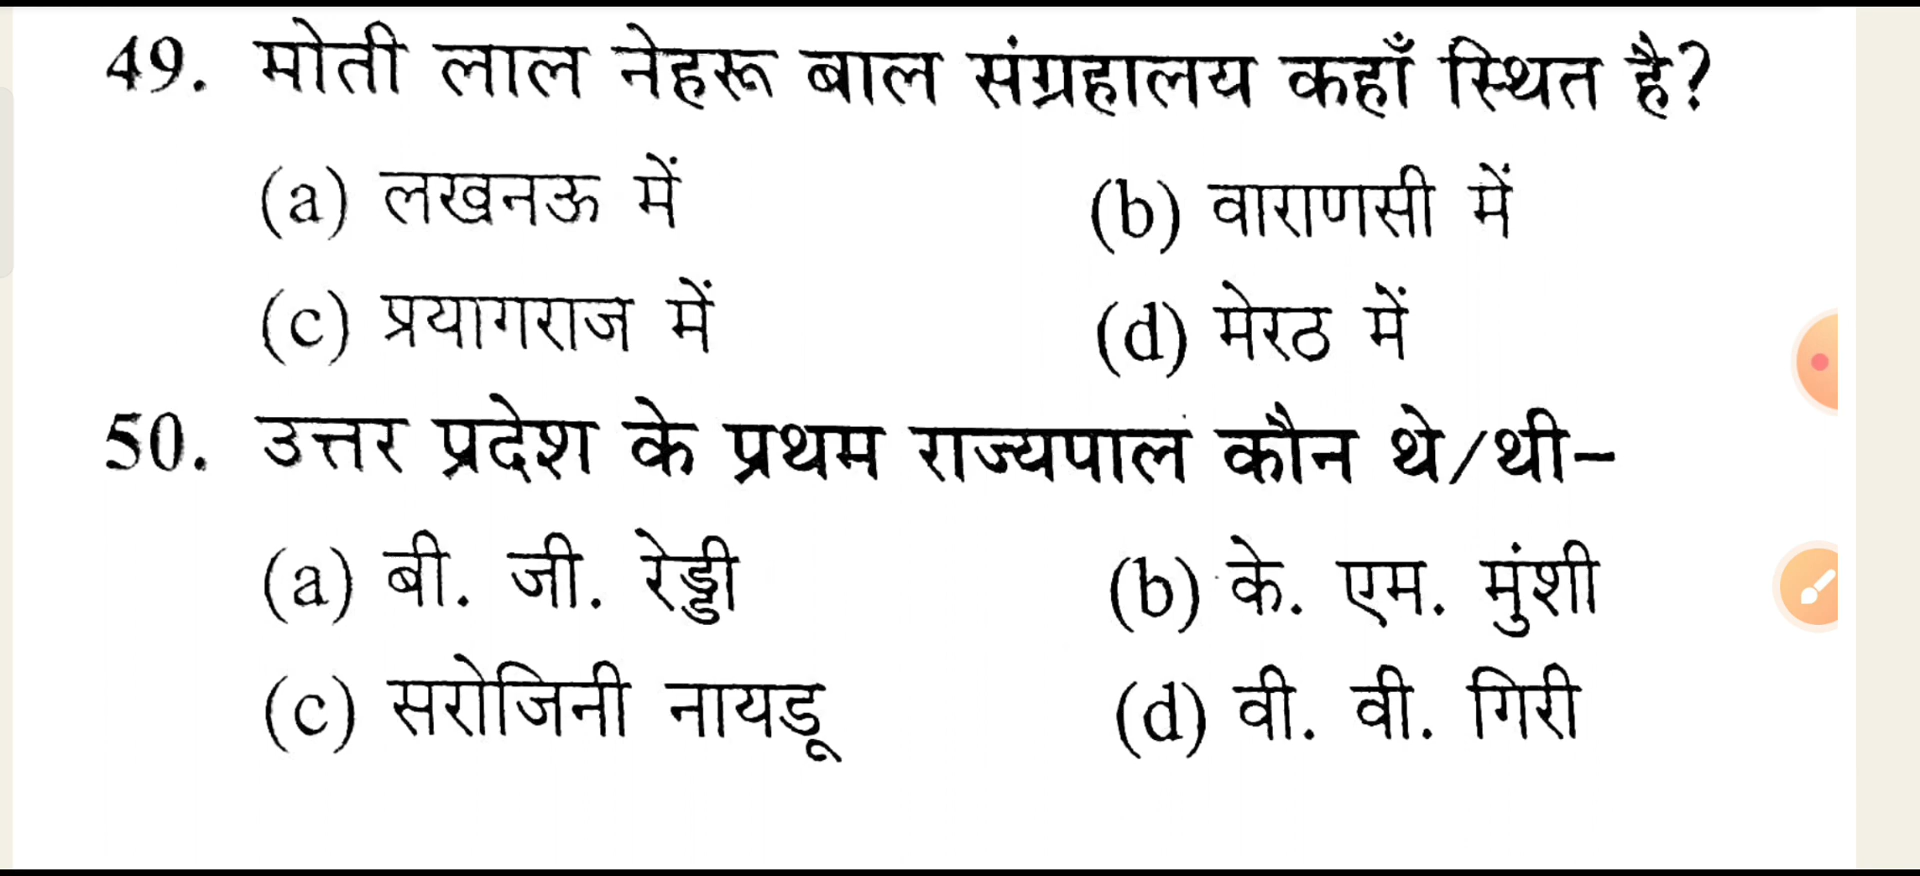 49. मोती लाल नेहरू बाल संग्रहालय कहाँ स्थित है?
(a) लखनऊ में (b) वाराणसी में
(c) प्रयागराज में (d) मेरठ में
50. उत्तर प्रदेश के प्रथम राज्यपाल कौन थे/थी–
(a) बी. जी. रेड्डी (b) के. एम. मुंशी
(c) सरोजिनी नायडू (d) वी. वी. गिरी